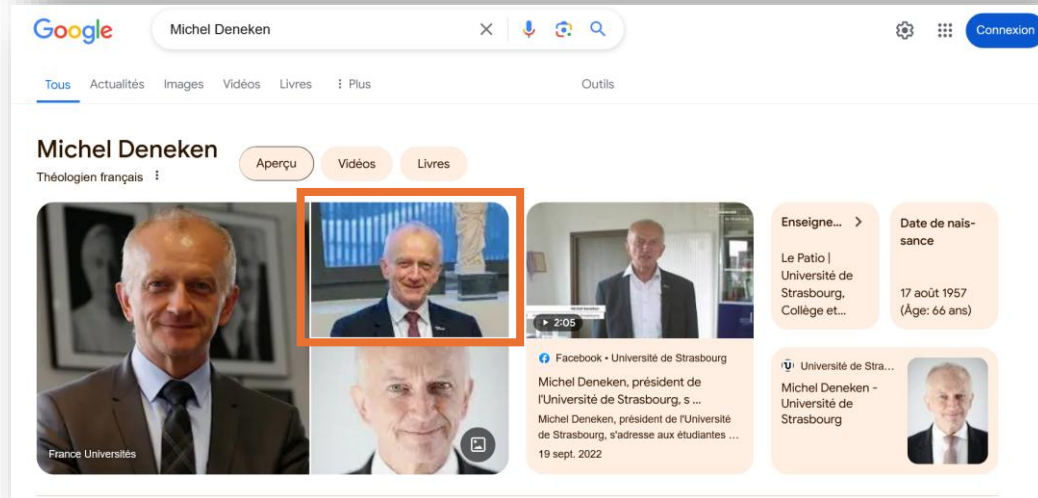 Google
Michel Deneken
Connexion
Tous
Actualités
Images
Vidéos
Livres
Plus
Outils
Michel Deneken
Théologien français
Aperçu
Vidéos
Livres
France Universités
2:05
Facebook • Université de Strasbourg
Michel Deneken, président de
l'Université de Strasbourg, s ...
Michel Deneken, président de l'Université
de Strasbourg, s'adresse aux étudiantes ...
19 sept. 2022
Enseigne...
Le Patio |
Université de
Strasbourg,
Collège et...
Date de nais-
sance
17 août 1957
(Âge: 66 ans)
Université de Stra...
Michel Deneken -
Université de
Strasbourg